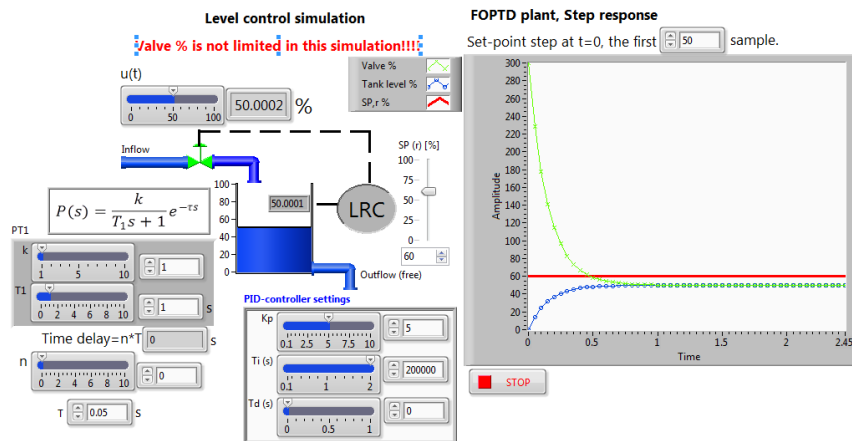 Level control simulation
Valve % is not limited in this simulation!!!!
u(t)
0 50 100
50.0002 %
Valve %
Tank level %
SP,r %
Inflow
SP (r) [%]
100
75
50
25
0
60
100
80
60
40
20
0
50.0001
LRC
Outflow (free)
P(s) = k / (T₁s + 1) e^(-τs)
PT1
k
1 5 10
1
T1
0 2 4 6 8 10
1 s
Time delay=n*T 0 s
n
0 2 4 6 8 10
0
T 0.05 S
PID-controller settings
Kp
0.1 2.5 5 7.5 10
5
Ti (s)
0.1 1 2
200000
Td (s)
0 0.5 1
0
FOPTD plant, Step response
Set-point step at t=0, the first 50 sample.
Amplitude
300
280
260
240
220
200
180
160
140
120
100
80
60
40
20
0
0 0.5 1 1.5 2 2.45
Time
STOP